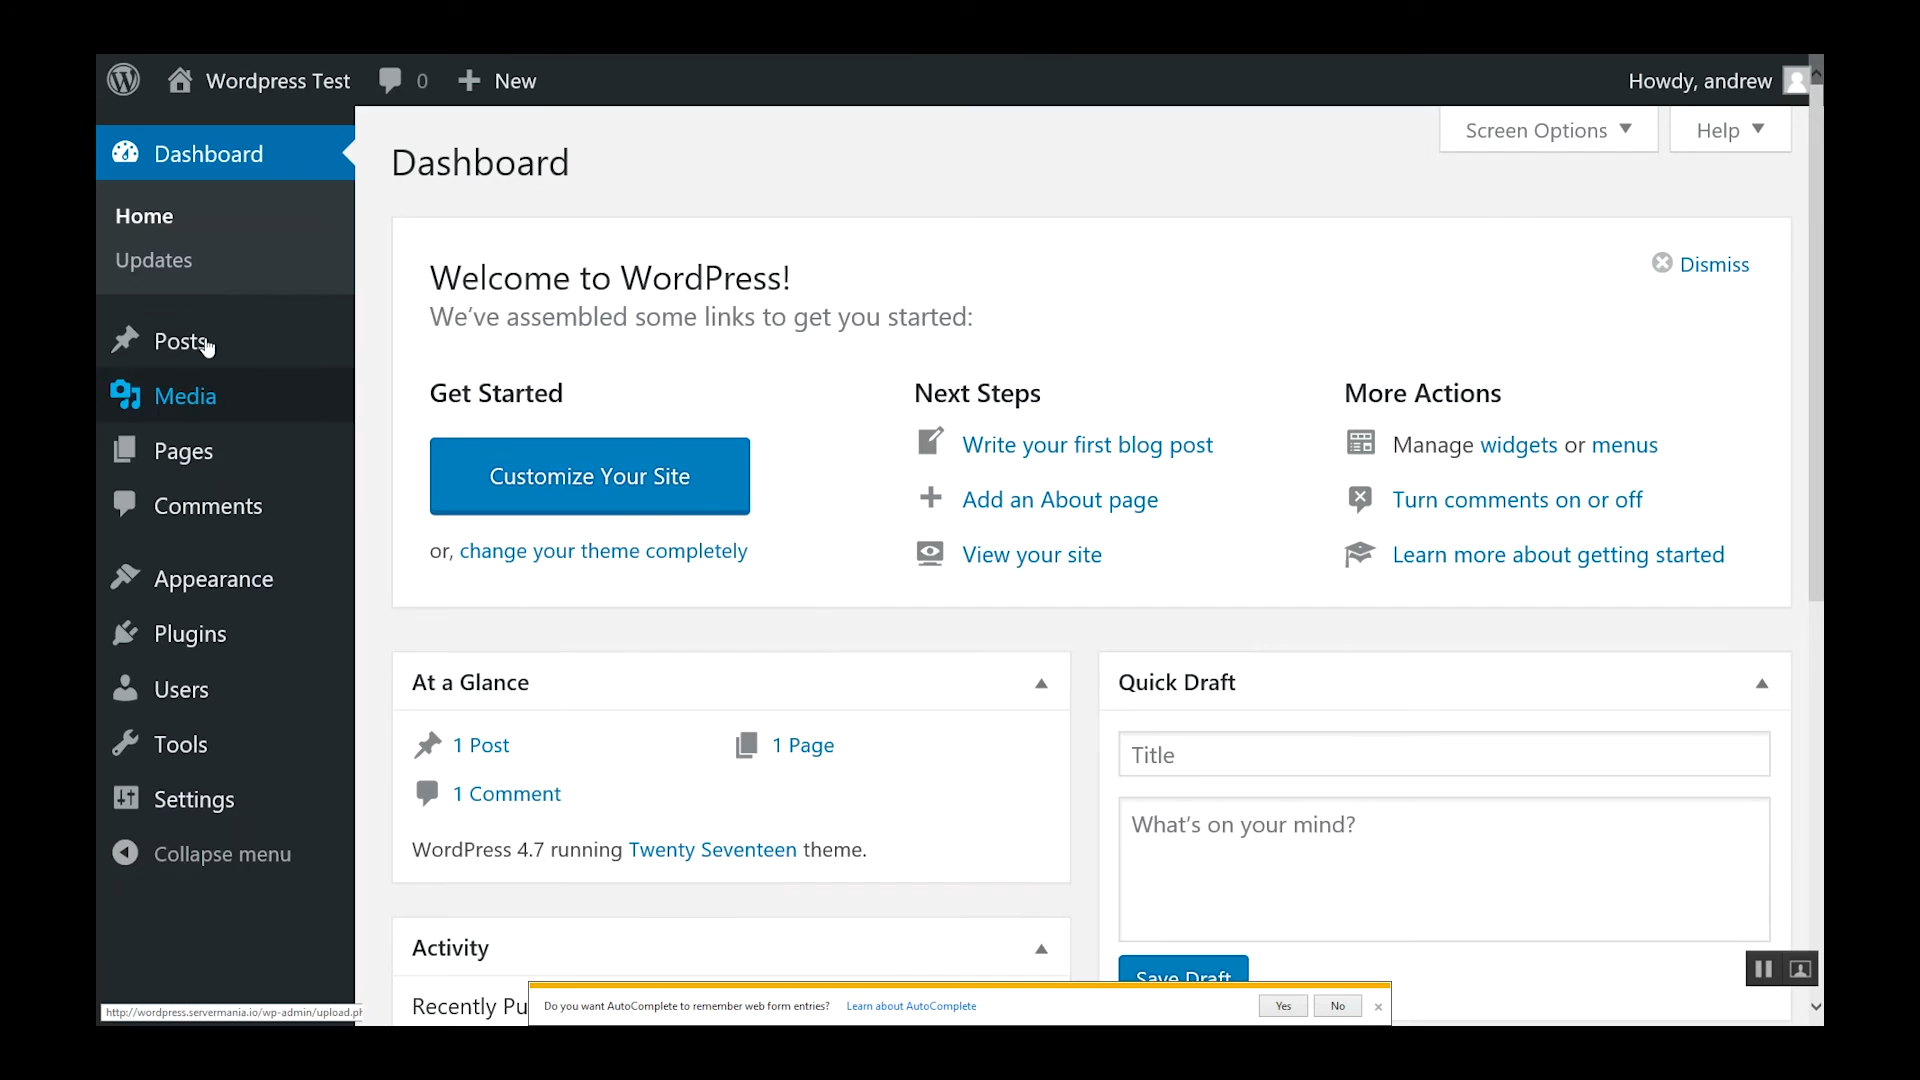 Wordpress Test 0 New
Howdy, andrew
Dashboard
Home
Updates
Posts
Media
Pages
Comments
Appearance
Plugins
Users
Tools
Settings
Collapse menu
Screen Options
Help
Dashboard
Welcome to WordPress!
We’ve assembled some links to get you started:
Dismiss
Get Started
Customize Your Site
or, change your theme completely
Next Steps
Write your first blog post
Add an About page
View your site
More Actions
Manage widgets or menus
Turn comments on or off
Learn more about getting started
At a Glance
1 Post
1 Page
1 Comment
WordPress 4.7 running Twenty Seventeen theme.
Activity
Recently Pu
Quick Draft
Title
What’s on your mind?
Save Draft
Do you want AutoComplete to remember web form entries? Learn about AutoComplete
Yes
No
http://wordpress.servermania.io/wp-admin/upload.ph